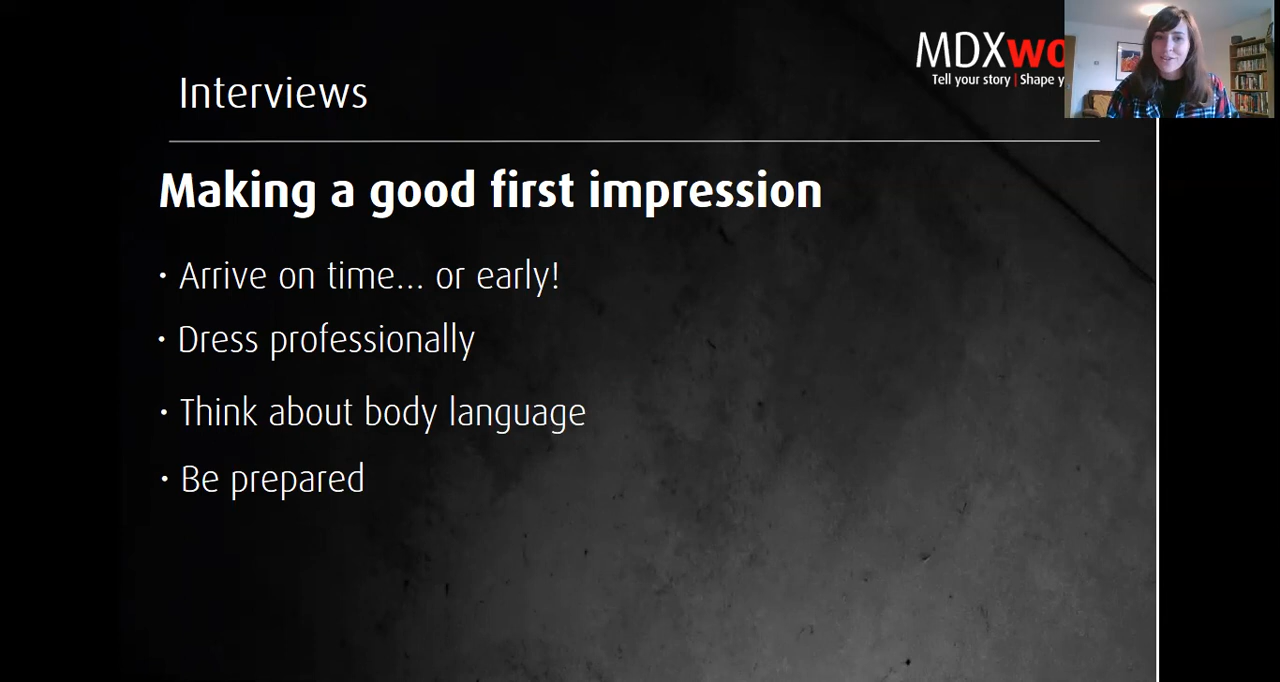 MDXwo
Tell your story | Shape y
Interviews
Making a good first impression
• Arrive on time... or early!
• Dress professionally
• Think about body language
• Be prepared